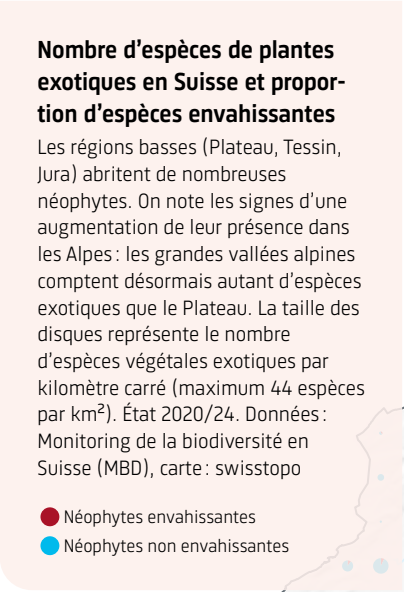 Nombre d’espèces de plantes
exotiques en Suisse et propor-
tion d’espèces envahissantes
Les régions basses (Plateau, Tessin,
Jura) abritent de nombreuses
néophytes. On note les signes d’une
augmentation de leur présence dans
les Alpes : les grandes vallées alpines
comptent désormais autant d’espèces
exotiques que le Plateau. La taille des
disques représente le nombre
d’espèces végétales exotiques par
kilomètre carré (maximum 44 espèces
par km²). État 2020/24. Données :
Monitoring de la biodiversité en
Suisse (MBD), carte : swisstopo
Néophytes envahissantes
Néophytes non envahissantes